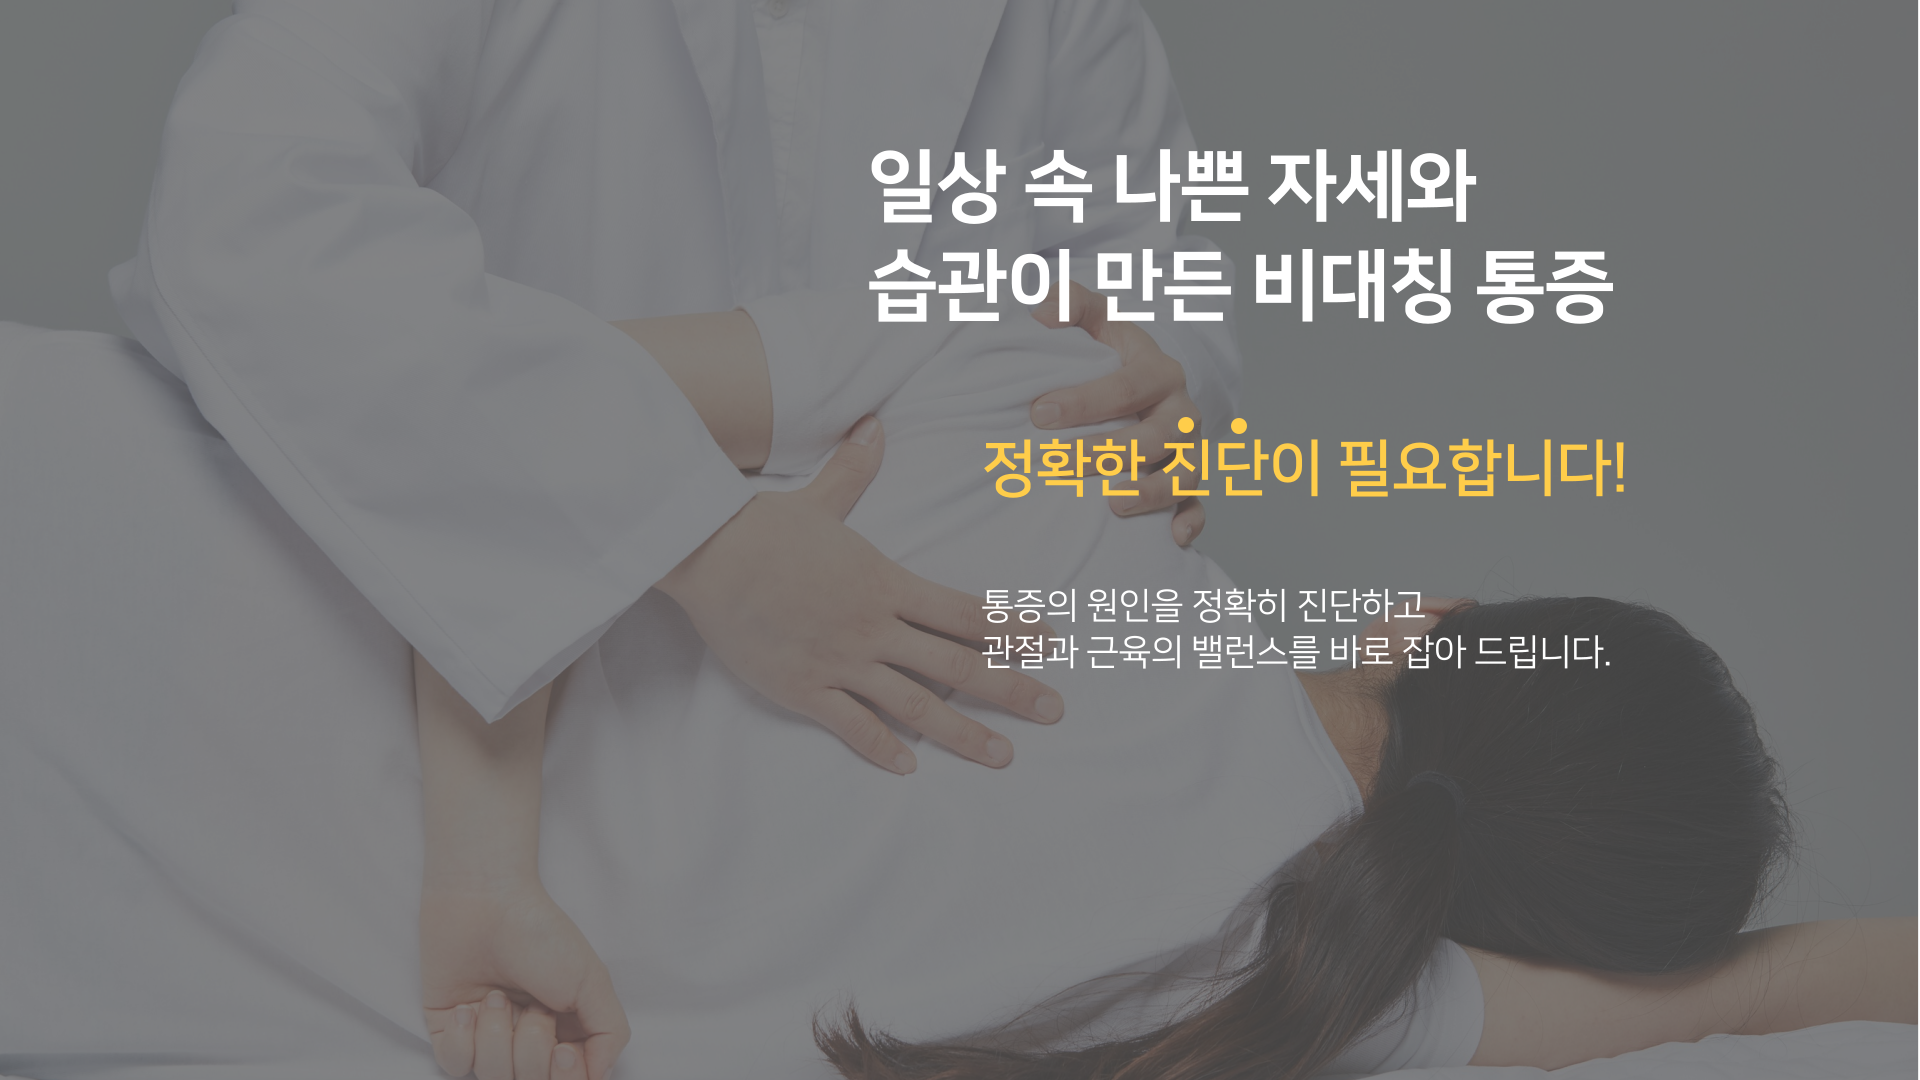 일상 속 나쁜 자세와
습관이 만든 비대칭 통증
정확한 진단이 필요합니다!
통증의 원인을 정확히 진단하고
관절과 근육의 밸런스를 바로 잡아 드립니다.